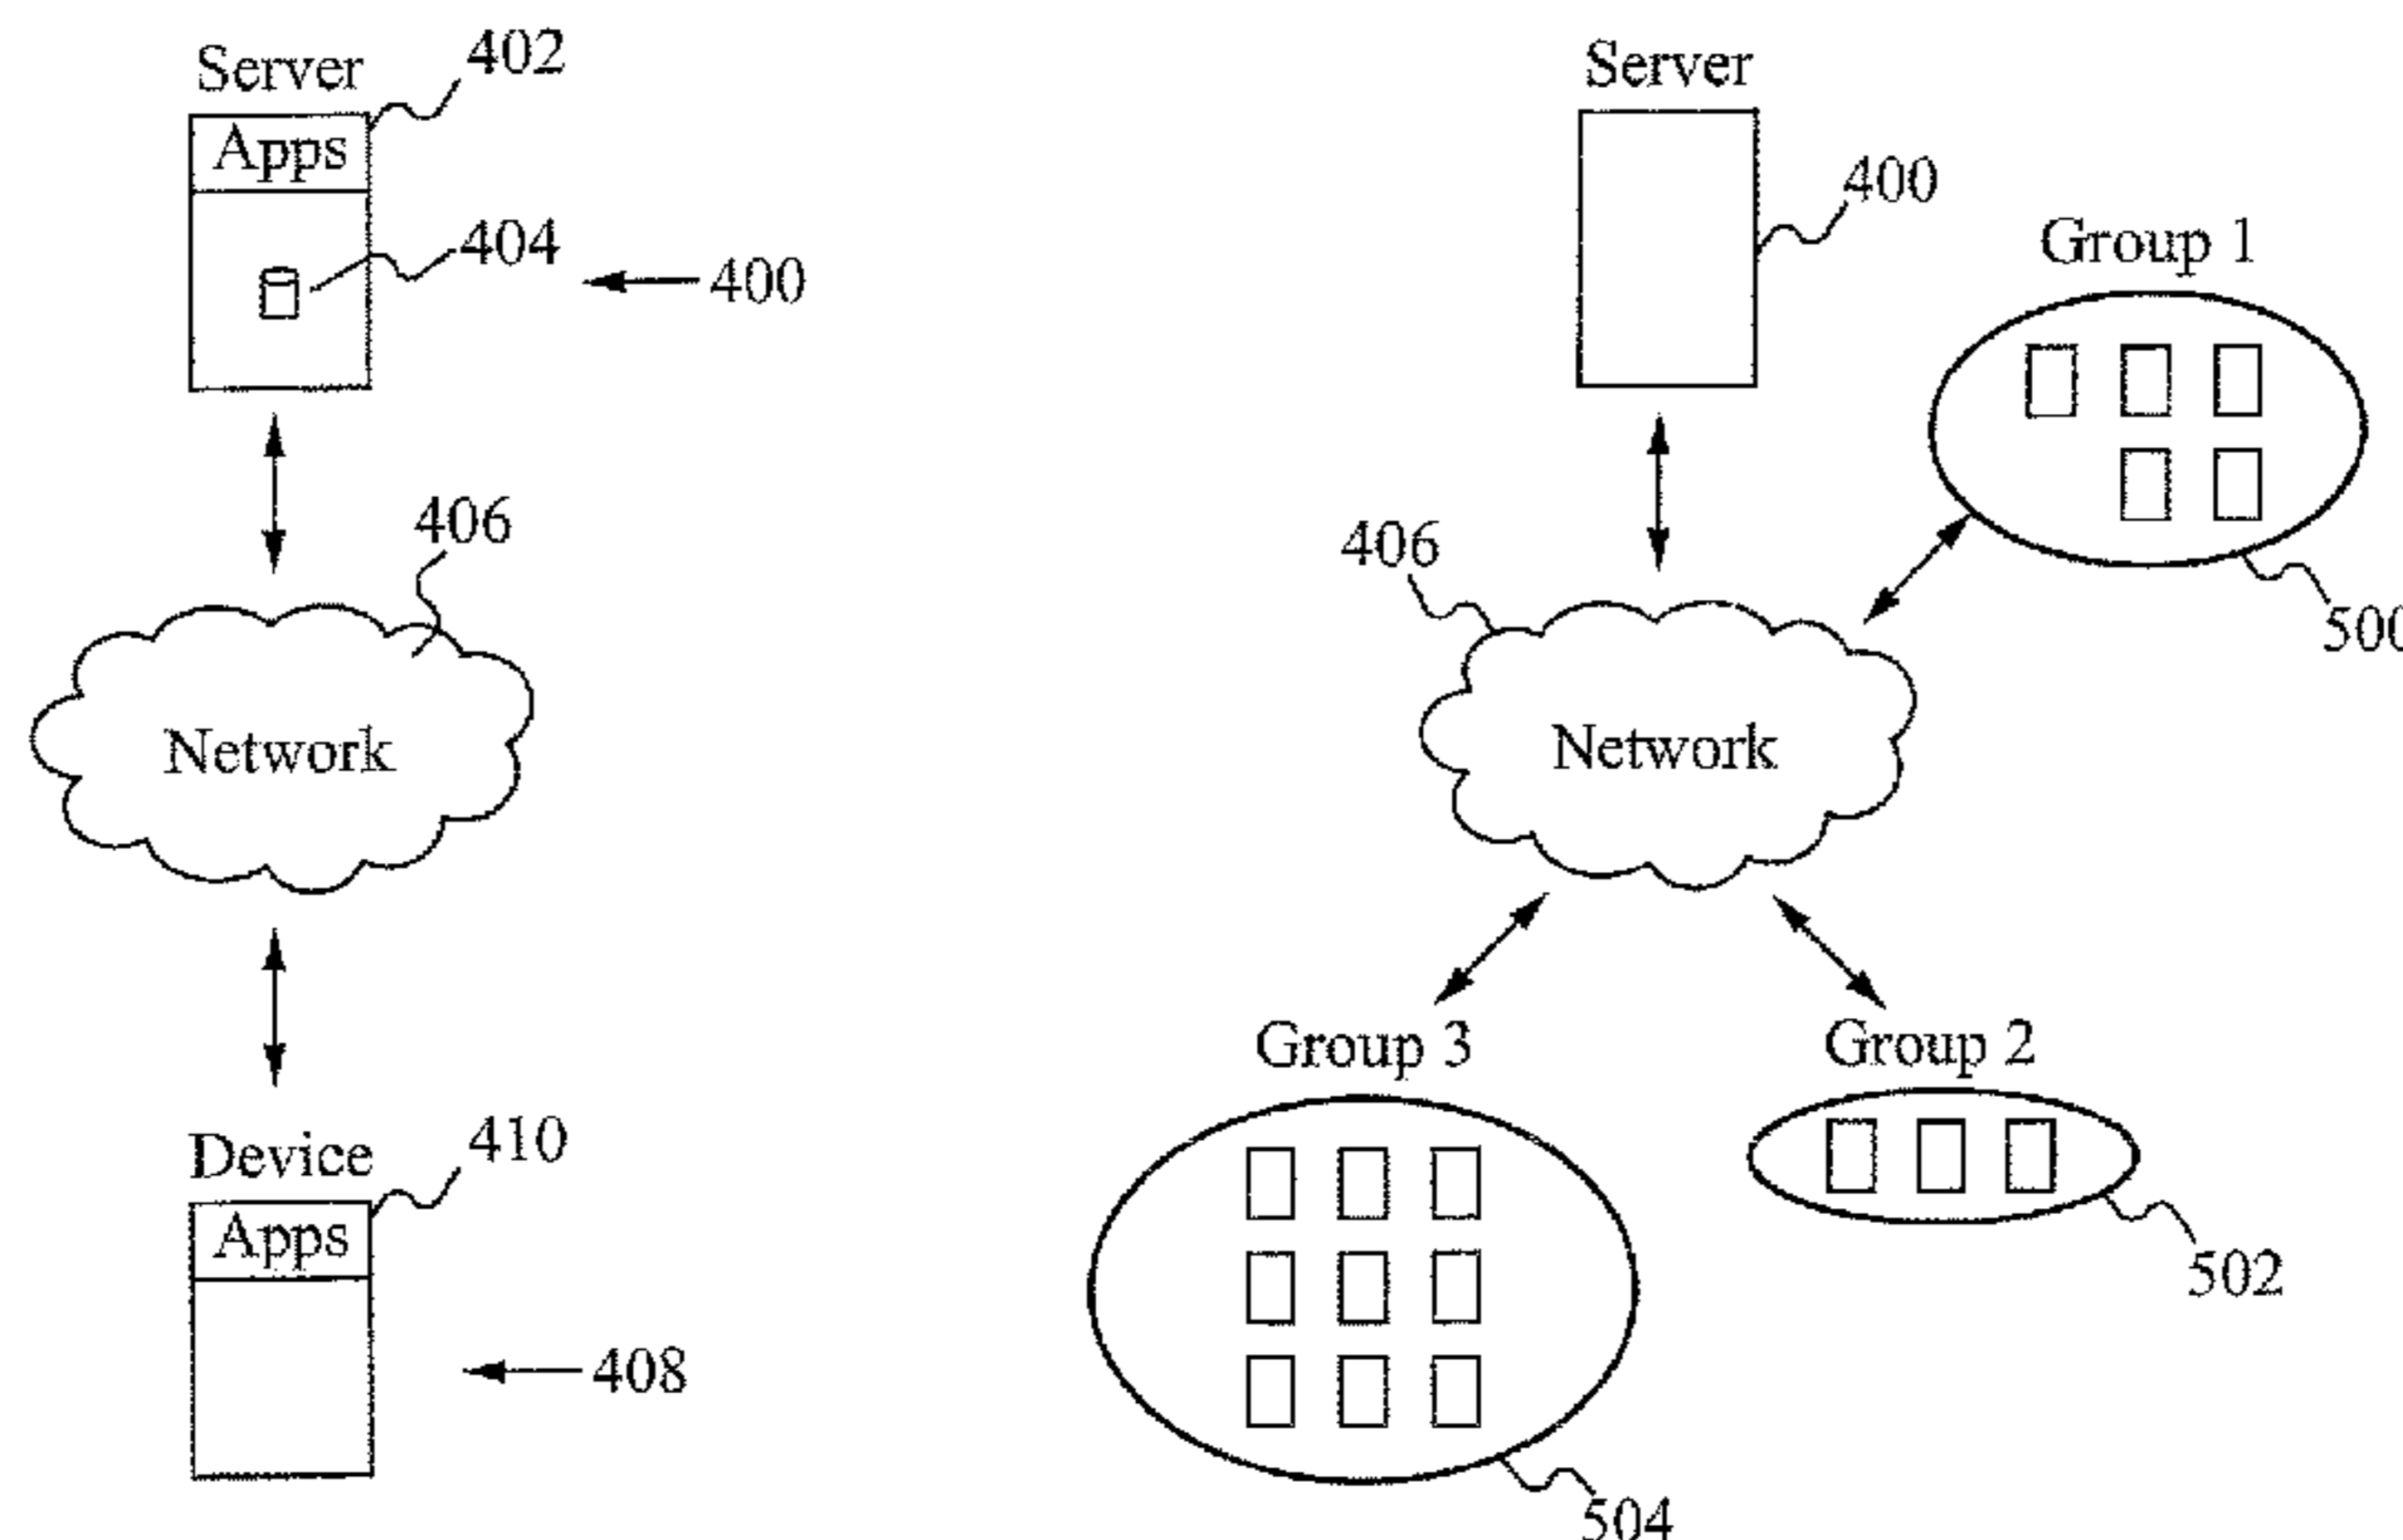 Server
402
Apps
404
400
406
Network
Device
410
Apps
408
Server
400
Group 1
406
500
Network
Group 3
Group 2
502
504